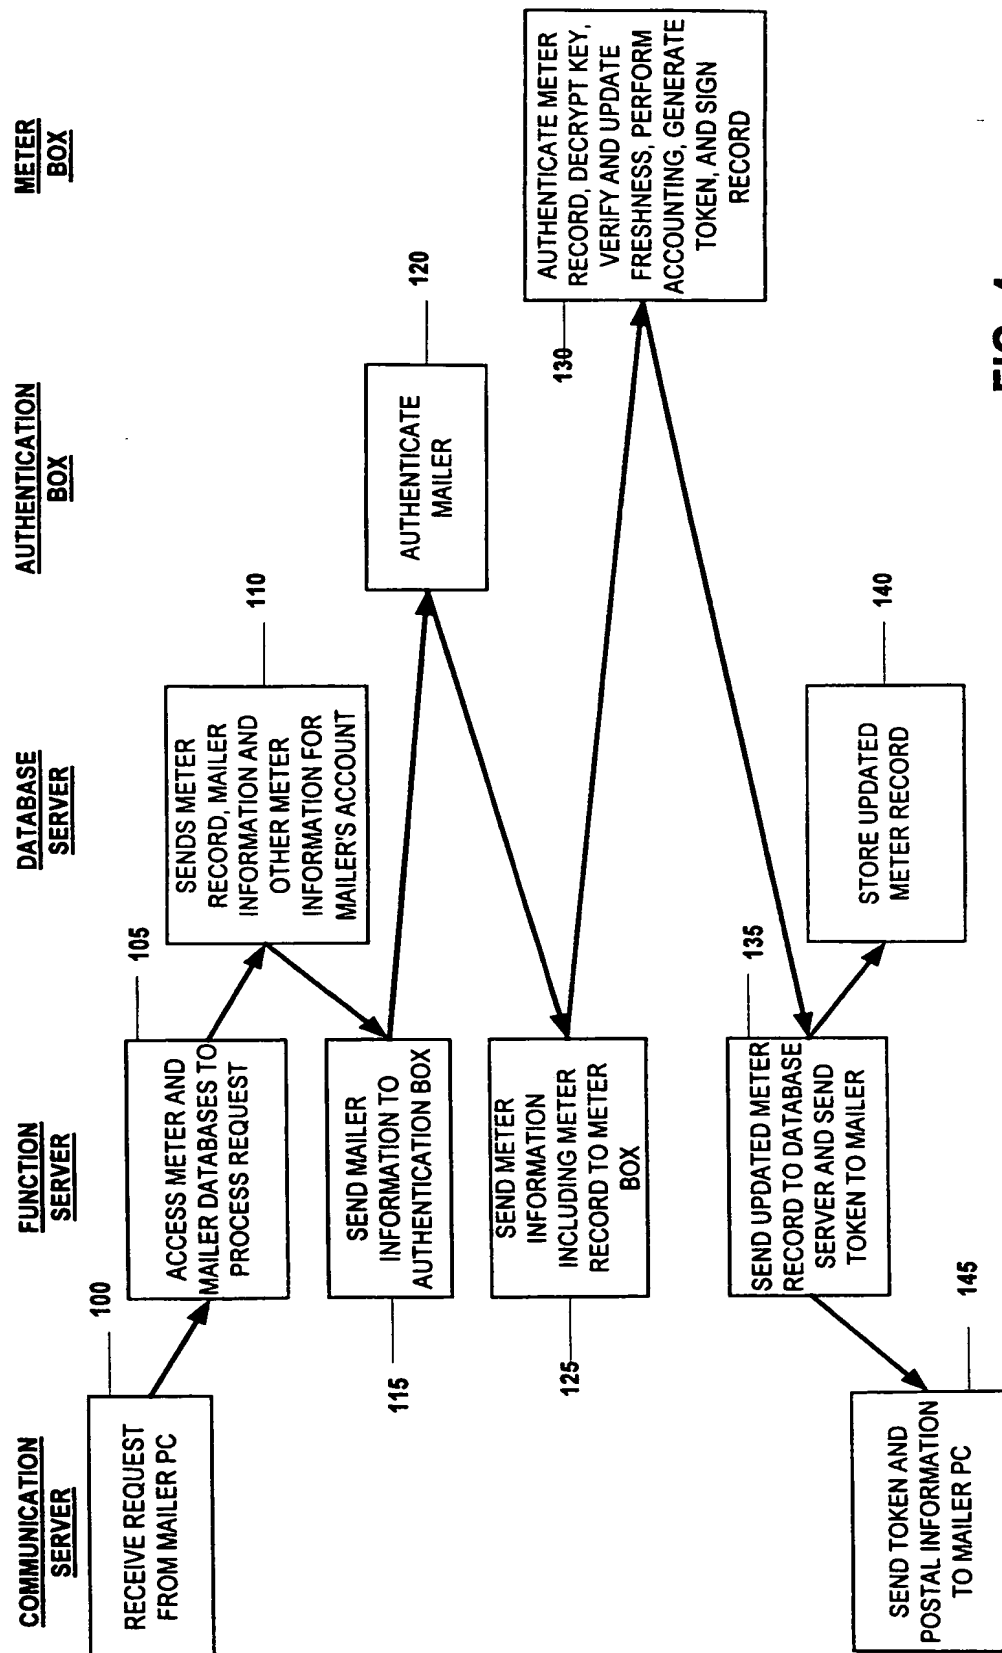 COMMUNICATION
SERVER
FUNCTION
SERVER
DATABASE
SERVER
AUTHENTICATION
BOX
METER
BOX
100
RECEIVE REQUEST
FROM MAILER PC
105
ACCESS METER AND
MAILER DATABASES TO
PROCESS REQUEST
110
SENDS METER
RECORD, MAILER
INFORMATION AND
OTHER METER
INFORMATION FOR
MAILER'S ACCOUNT
115
SEND MAILER
INFORMATION TO
AUTHENTICATION BOX
120
AUTHENTICATE
MAILER
125
SEND METER
INFORMATION
INCLUDING METER
RECORD TO METER
BOX
130
AUTHENTICATE METER
RECORD, DECRYPT KEY,
VERIFY AND UPDATE
FRESHNESS, PERFORM
ACCOUNTING, GENERATE
TOKEN, AND SIGN
RECORD
135
SEND UPDATED METER
RECORD TO DATABASE
SERVER AND SEND
TOKEN TO MAILER
140
STORE UPDATED
METER RECORD
145
SEND TOKEN AND
POSTAL INFORMATION
TO MAILER PC